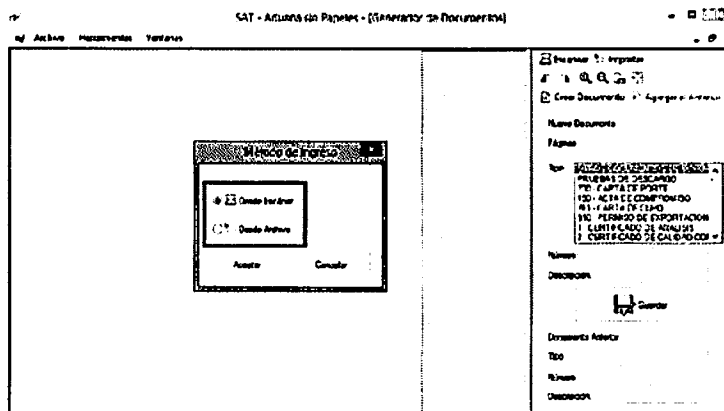 SAT - Aduana sin Papeles - [Generador de Documentos]
Archivo Herramientas Ventanas
Escanear Importar
Crear Documento Agregar a Anterior
Nuevo Documento
Páginas
Tipo
PRUEBAS DE DESCARGO
730 - CARTA DE PORTE
ACTA DE COMPROMISO
CARTA DE CUPO
PERMISO DE EXPORTACION
CERTIFICADO DE ANALISIS
CERTIFICADO DE CALIDAD
Número
Descripción
Guardar
Documento Anterior
Tipo
Número
Descripción
Método de Ingreso
Desde Escáner
Desde Archivo
Aceptar Cancelar